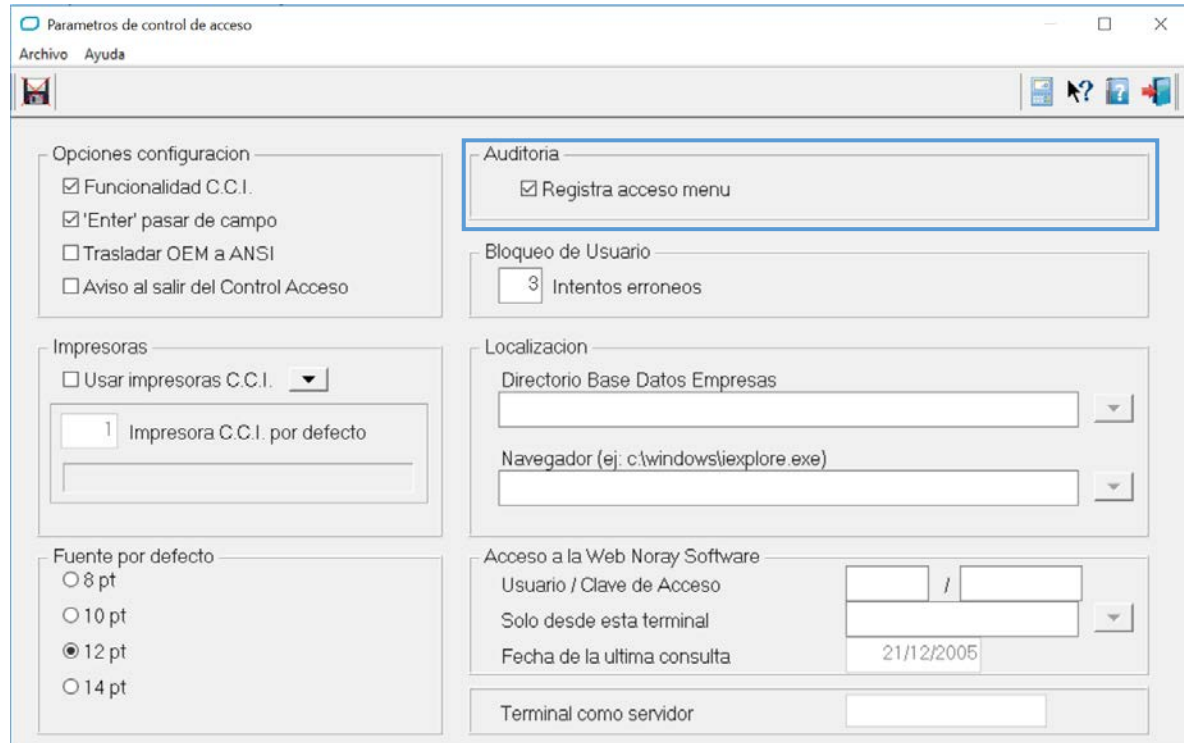 Parametros de control de acceso
Archivo Ayuda
Opciones configuracion
Funcionalidad C.C.I.
'Enter' pasar de campo
Trasladar OEM a ANSI
Aviso al salir del Control Acceso
Auditoria
Registra acceso menu
Bloqueo de Usuario
3 Intentos erroneos
Impresoras
Usar impresoras C.C.I.
1 Impresora C.C.I. por defecto
Localizacion
Directorio Base Datos Empresas
Navegador (ej: c:\windows\iexplore.exe)
Fuente por defecto
8 pt
10 pt
12 pt
14 pt
Acceso a la Web Noray Software
Usuario / Clave de Acceso /
Solo desde esta terminal
Fecha de la ultima consulta 21/12/2005
Terminal como servidor